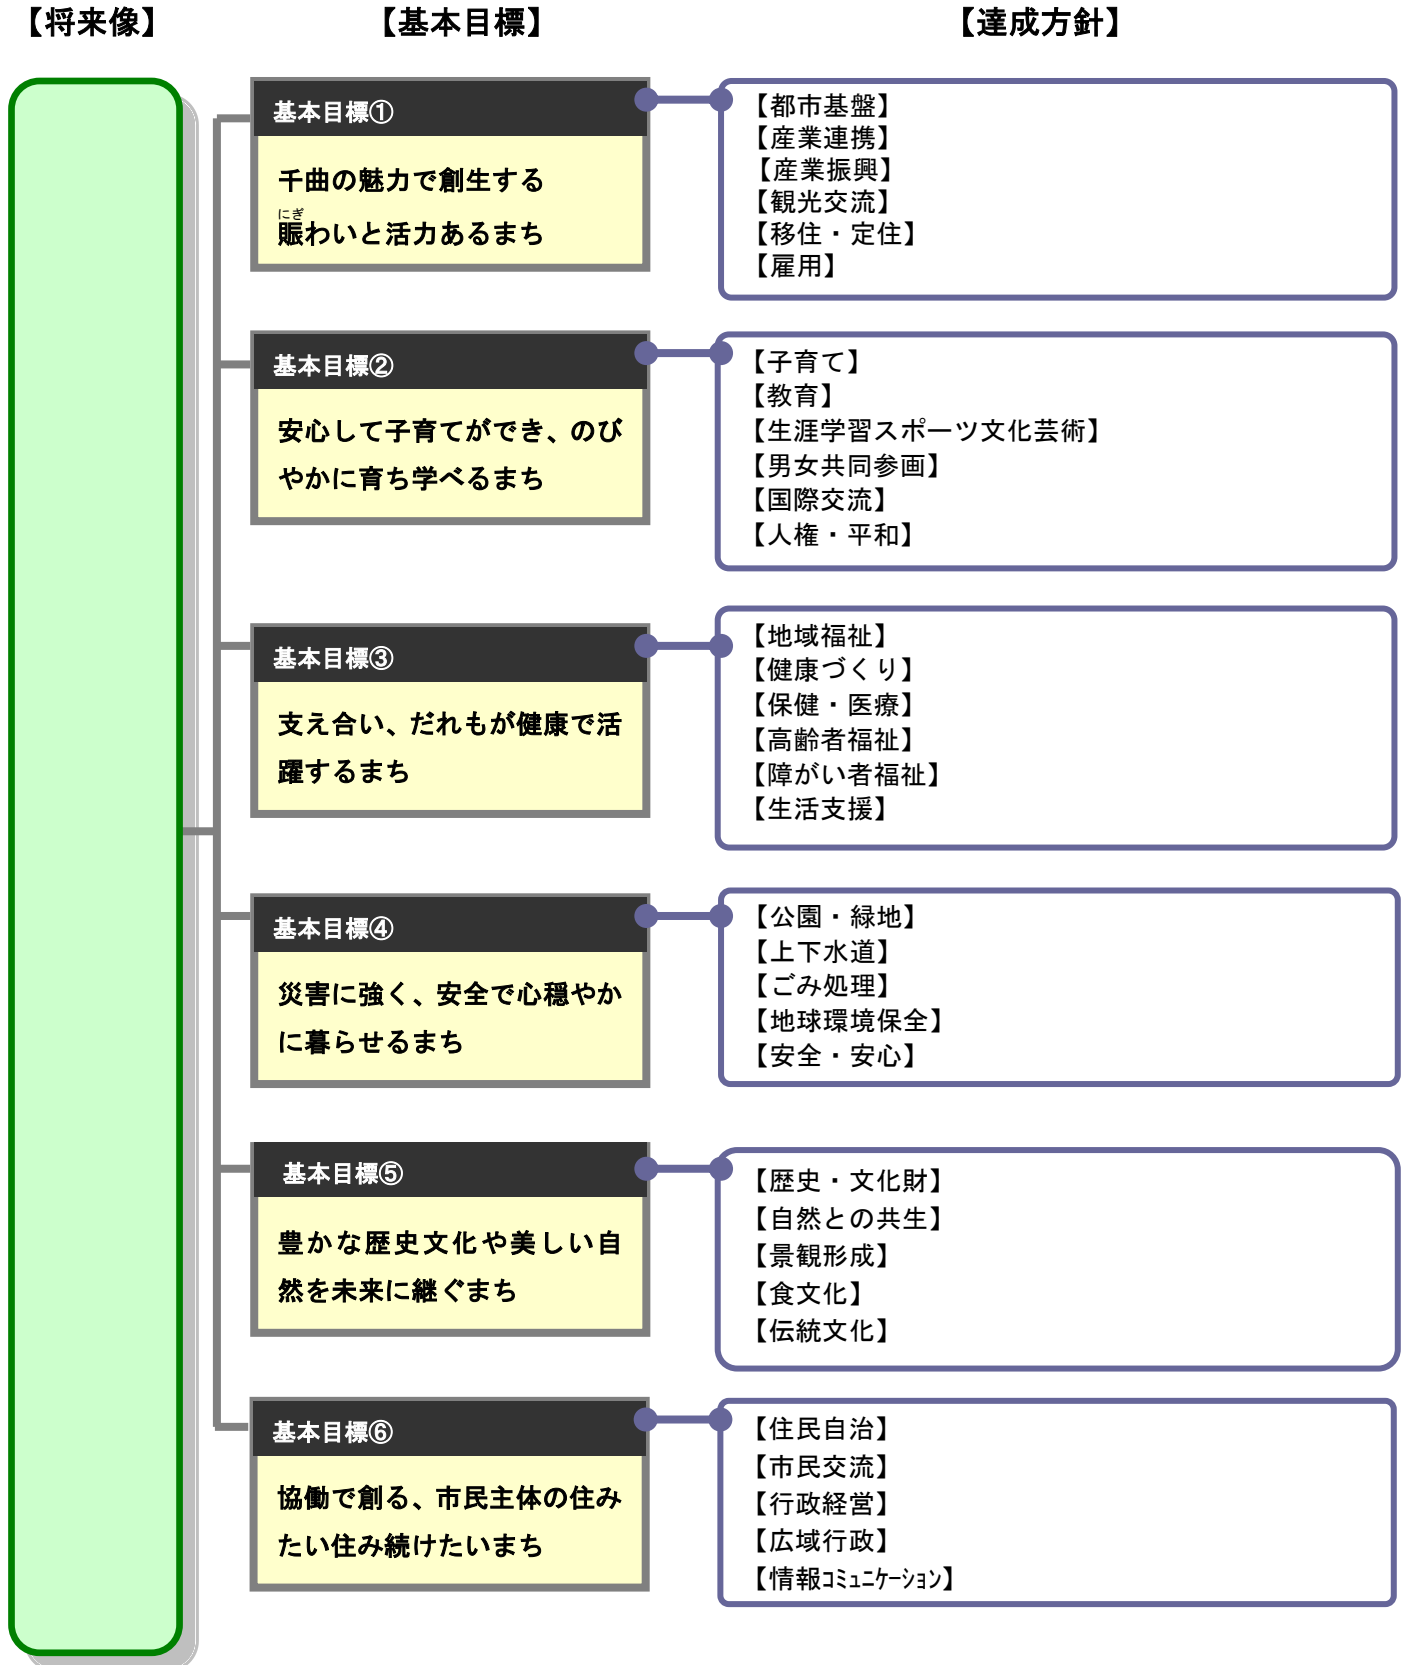 【将来像】
【基本目標】
【達成方針】
基本目標①
千曲の魅力で創生する
にぎ
賑わいと活力あるまち
【都市基盤】
【産業連携】
【産業振興】
【観光交流】
【移住・定住】
【雇用】
基本目標②
安心して子育てができ、のび
やかに育ち学べるまち
【子育て】
【教育】
【生涯学習スポーツ文化芸術】
【男女共同参画】
【国際交流】
【人権・平和】
基本目標③
支え合い、だれもが健康で活
躍するまち
【地域福祉】
【健康づくり】
【保健・医療】
【高齢者福祉】
【障がい者福祉】
【生活支援】
基本目標④
災害に強く、安全で心穏やか
に暮らせるまち
【公園・緑地】
【上下水道】
【ごみ処理】
【地球環境保全】
【安全・安心】
基本目標⑤
豊かな歴史文化や美しい自
然を未来に継ぐまち
【歴史・文化財】
【自然との共生】
【景観形成】
【食文化】
【伝統文化】
基本目標⑥
協働で創る、市民主体の住み
たい住み続けたいまち
【住民自治】
【市民交流】
【行政経営】
【広域行政】
【情報ｺﾐｭﾆｹｰｼｮﾝ】